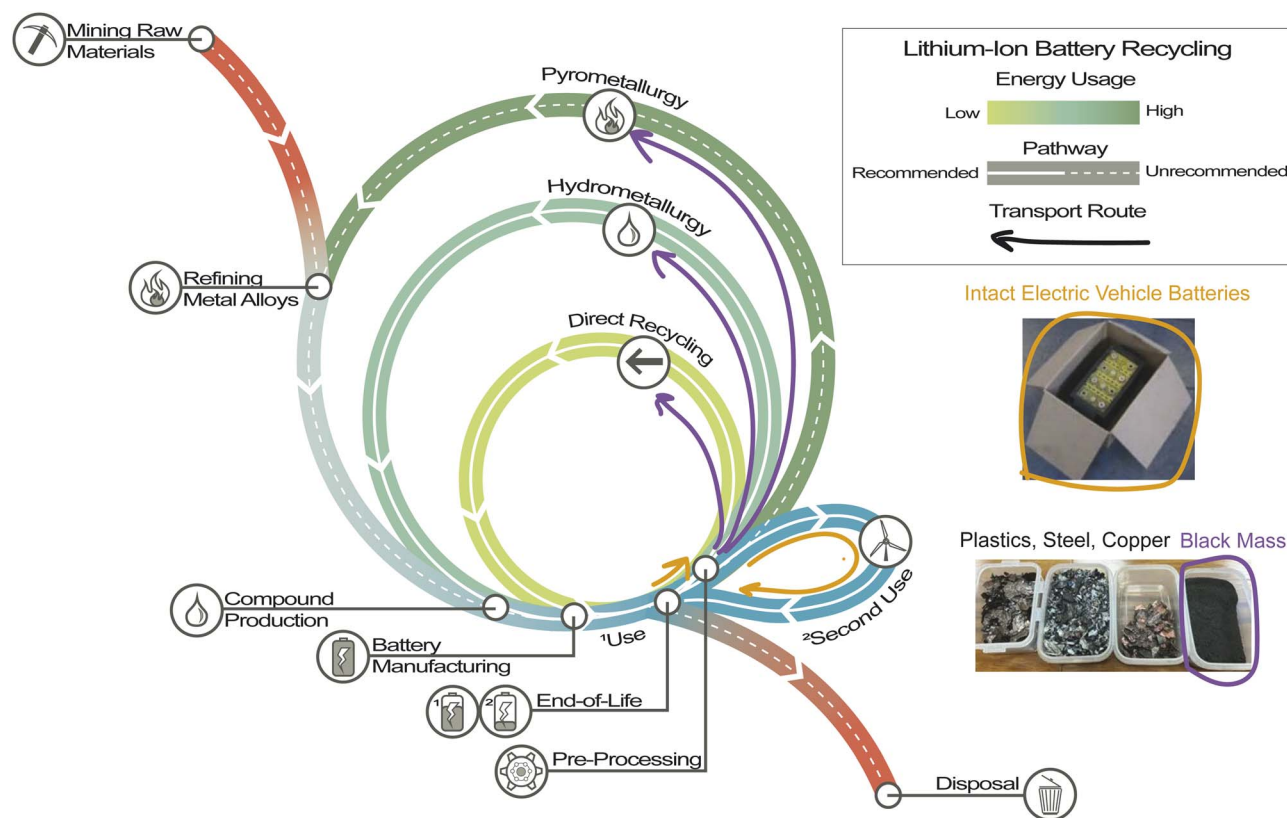 Mining Raw
Materials
Pyrometallurgy
Hydrometallurgy
Direct Recycling
Refining
Metal Alloys
Compound
Production
Battery
Manufacturing
1 2 End-of-Life
Pre-Processing
¹Use
²Second Use
Disposal
Lithium-Ion Battery Recycling
Energy Usage
Low High
Pathway
Recommended Unrecommended
Transport Route
Intact Electric Vehicle Batteries
Plastics, Steel, Copper Black Mass